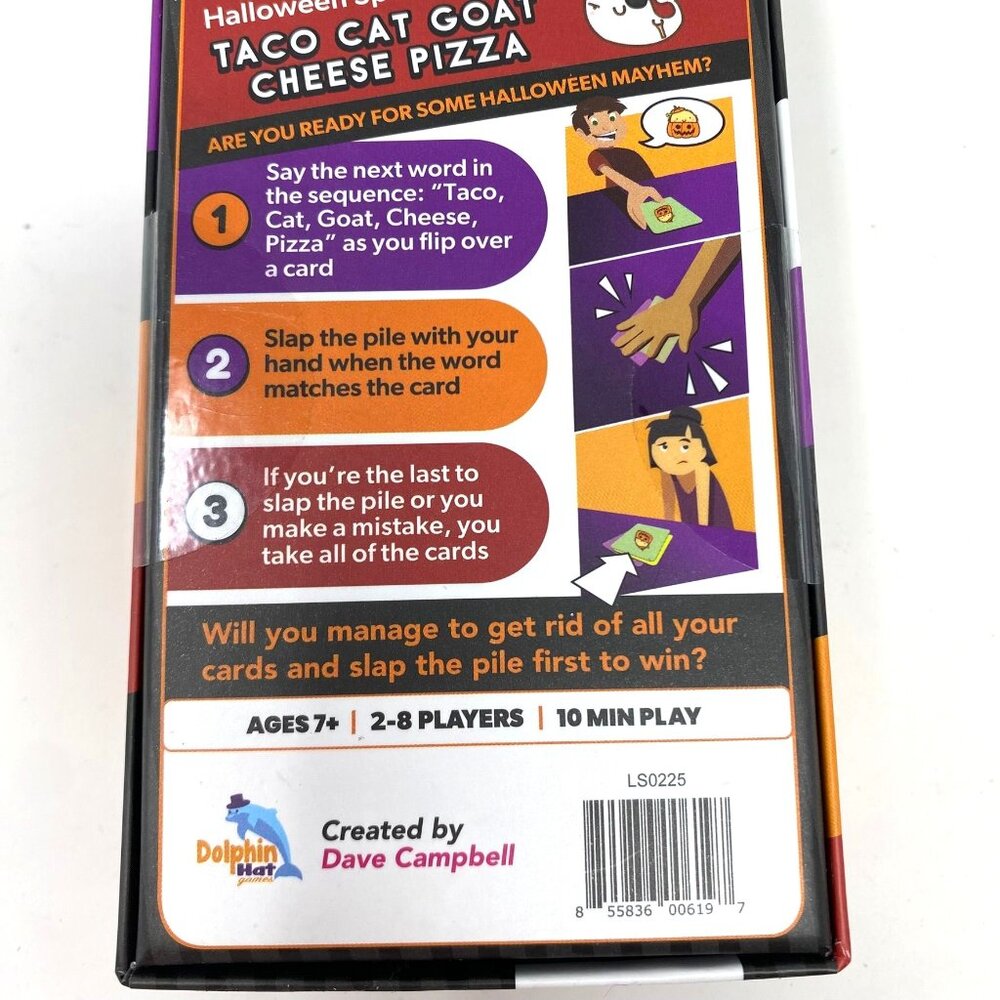 Halloween Sp
TACO CAT GOAT
CHEESE PIZZA
ARE YOU READY FOR SOME HALLOWEEN MAYHEM?
1
Say the next word in
the sequence: "Taco,
Cat, Goat, Cheese,
Pizza" as you flip over
a card
2
Slap the pile with your
hand when the word
matches the card
3
If you're the last to
slap the pile or you
make a mistake, you
take all of the cards
Will you manage to get rid of all your
cards and slap the pile first to win?
AGES 7+ | 2-8 PLAYERS | 10 MIN PLAY
Dolphin
Hat
games
Created by
Dave Campbell
LS0225
8 55836 00619 7